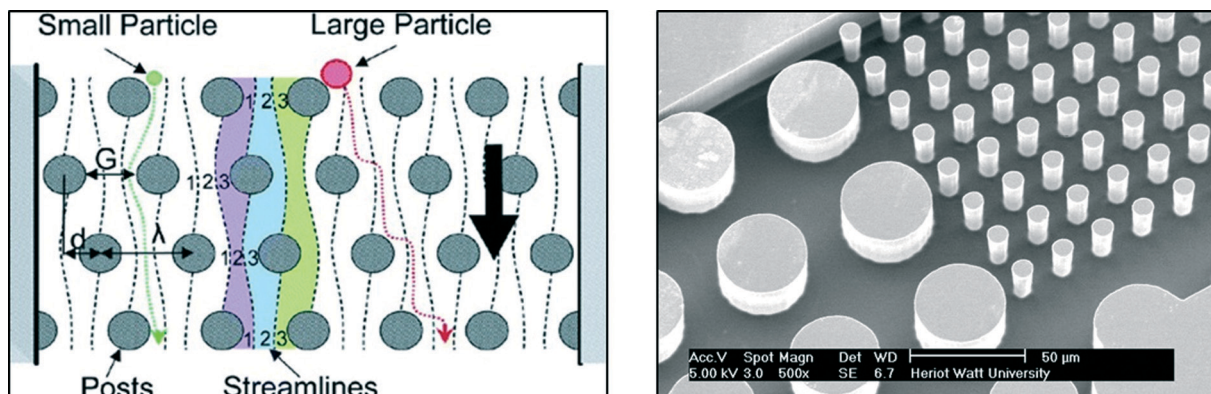 Small Particle
Large Particle
1 2 3
G
1 2 3
d
λ
1 2 3
1 2 3
Posts
Streamlines
Acc.V Spot Magn Det WD 50 µm
5.00 kV 3.0 500x SE 6.7 Heriot Watt University